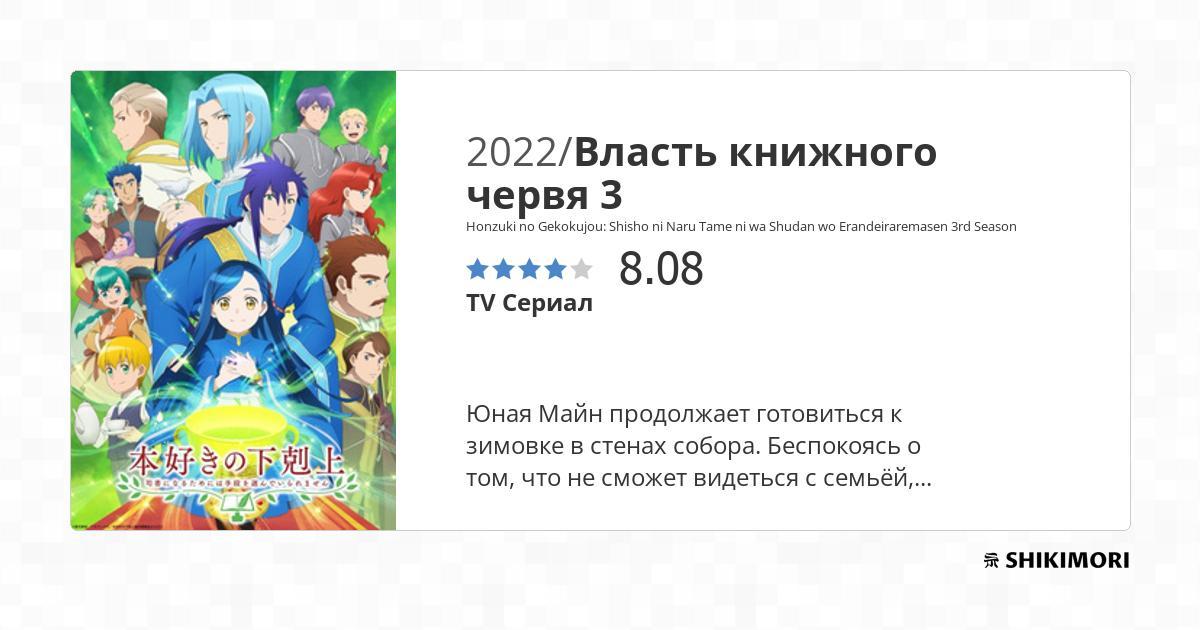 2022/Власть книжного
червя 3
Honzuki no Gekokujou: Shisho ni Naru Tame ni wa Shudan wo Erandeiraremasen 3rd Season
8.08
TV Сериал
Юная Майн продолжает готовиться к
зимовке в стенах собора. Беспокоясь о
том, что не сможет видеться с семьёй,...
本好きの下剋上
司書になるためには手段を選んでいられません
SHIKIMORI